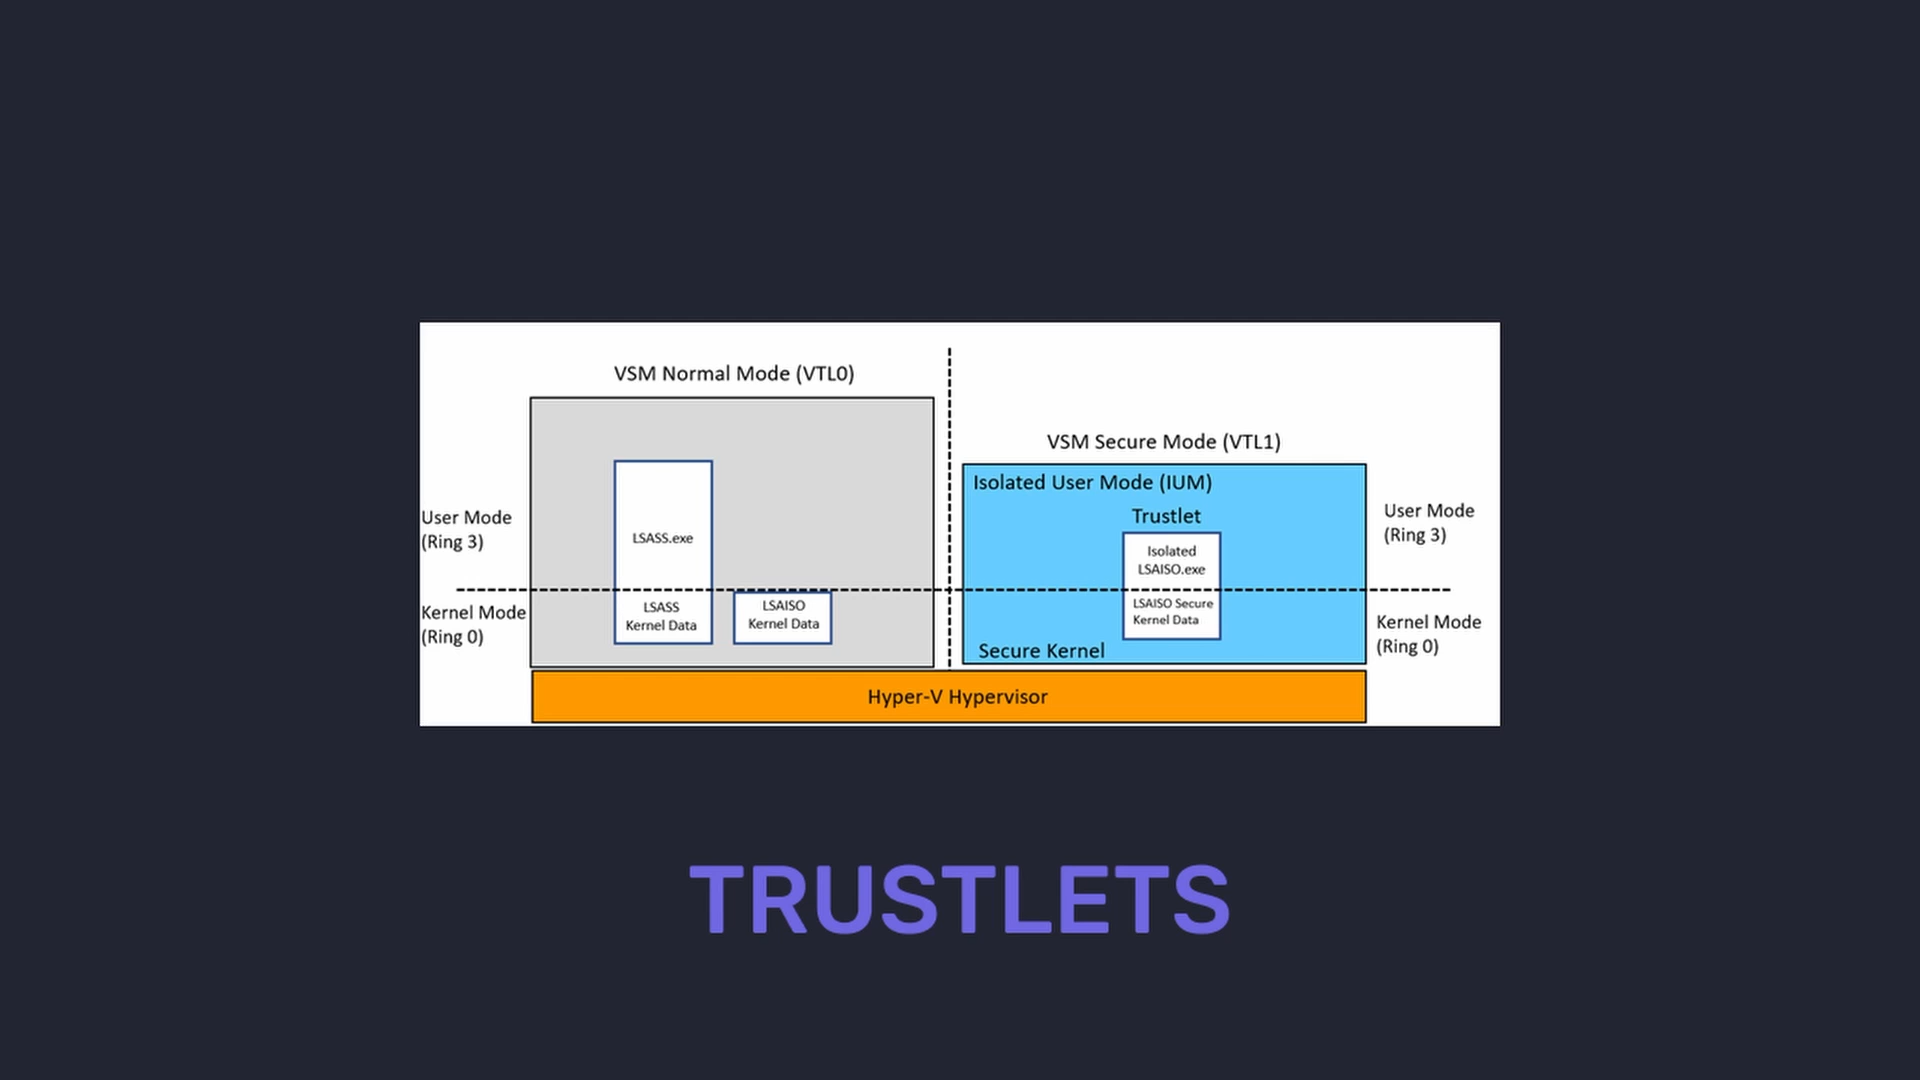 VSM Normal Mode (VTL0)
VSM Secure Mode (VTL1)
Isolated User Mode (IUM)
Trustlet
User Mode
(Ring 3)
LSASS.exe
Isolated
LSAISO.exe
User Mode
(Ring 3)
Kernel Mode
(Ring 0)
LSASS
Kernel Data
LSAISO
Kernel Data
LSAISO Secure
Kernel Data
Kernel Mode
(Ring 0)
Secure Kernel
Hyper-V Hypervisor
TRUSTLETS